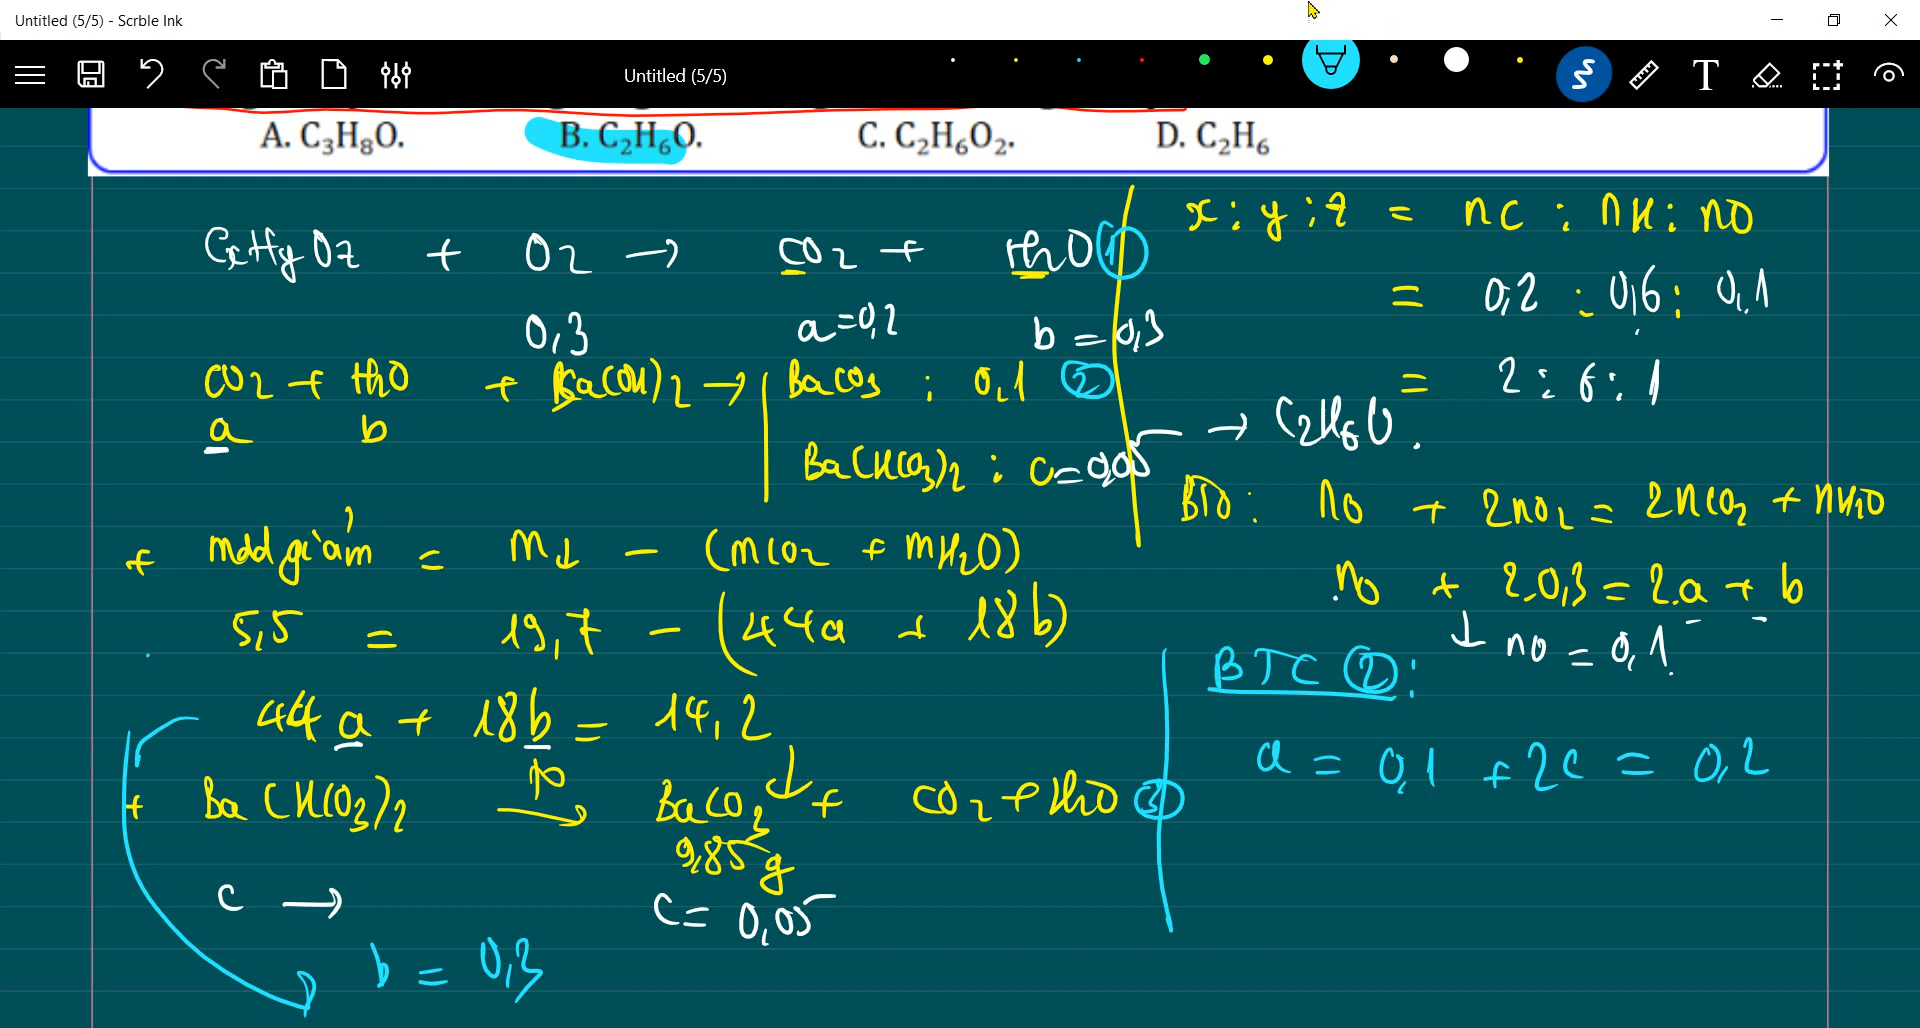 Untitled (5/5) - Scrble Ink
Untitled (5/5)
T
A. C₃H₈O. B. C₂H₆O. C. C₂H₆O₂. D. C₂H₆
CxHyOz + O2 → CO2 + H2O ①
0,3 a=0,2 b = 0,3
CO2 + H2O + Ba(OH)2 → BaCO3 : 0,1 ②
a b
Ba(HCO3)2 : c=0,05
+ mdd giảm = m↓ - (mCO2 + mH2O)
5,5 = 19,7 - (44a + 18b)
44a + 18b = 14,2
+ Ba(HCO3)2 →to BaCO3↓ + CO2 + H2O ③
9,85g
c → c = 0,05
b = 0,3
x : y : z = nC : nH : nO
= 0,2 : 0,6 : 0,1
= 2 : 6 : 1
→ C2H6O.
BTO: nO + 2nO2 = 2nCO2 + nH2O
nO + 2.0,3 = 2.a + b
↓ nO = 0,1
BTC ②:
a = 0,1 + 2c = 0,2